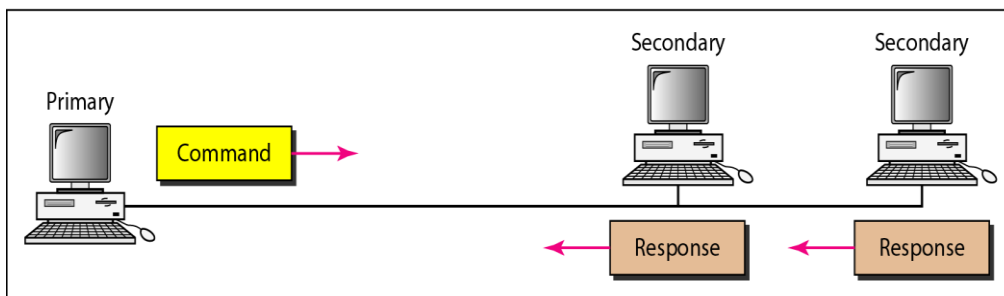 Secondary
Secondary
Primary
Command
Response
Response